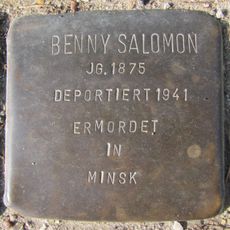 BENNY SALOMON
JG. 1875
DEPORTIERT 1941
ERMORDET
IN
MINSK